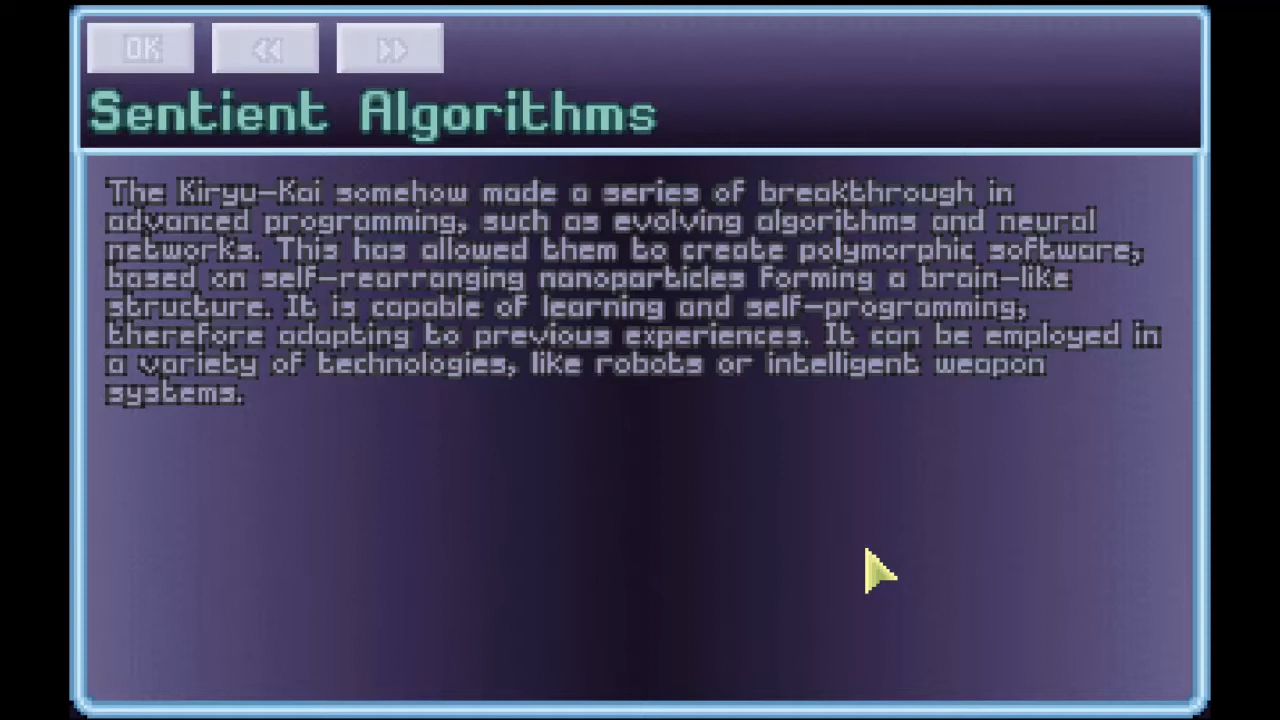 OK
Sentient Algorithms
The Kiryu-Kai somehow made a series of breakthrough in
advanced programming, such as evolving algorithms and neural
networks. This has allowed them to create polymorphic software,
based on self-rearranging nanoparticles forming a brain-like
structure. It is capable of learning and self-programming,
therefore adapting to previous experiences. It can be employed in
a variety of technologies, like robots or intelligent weapon
systems.